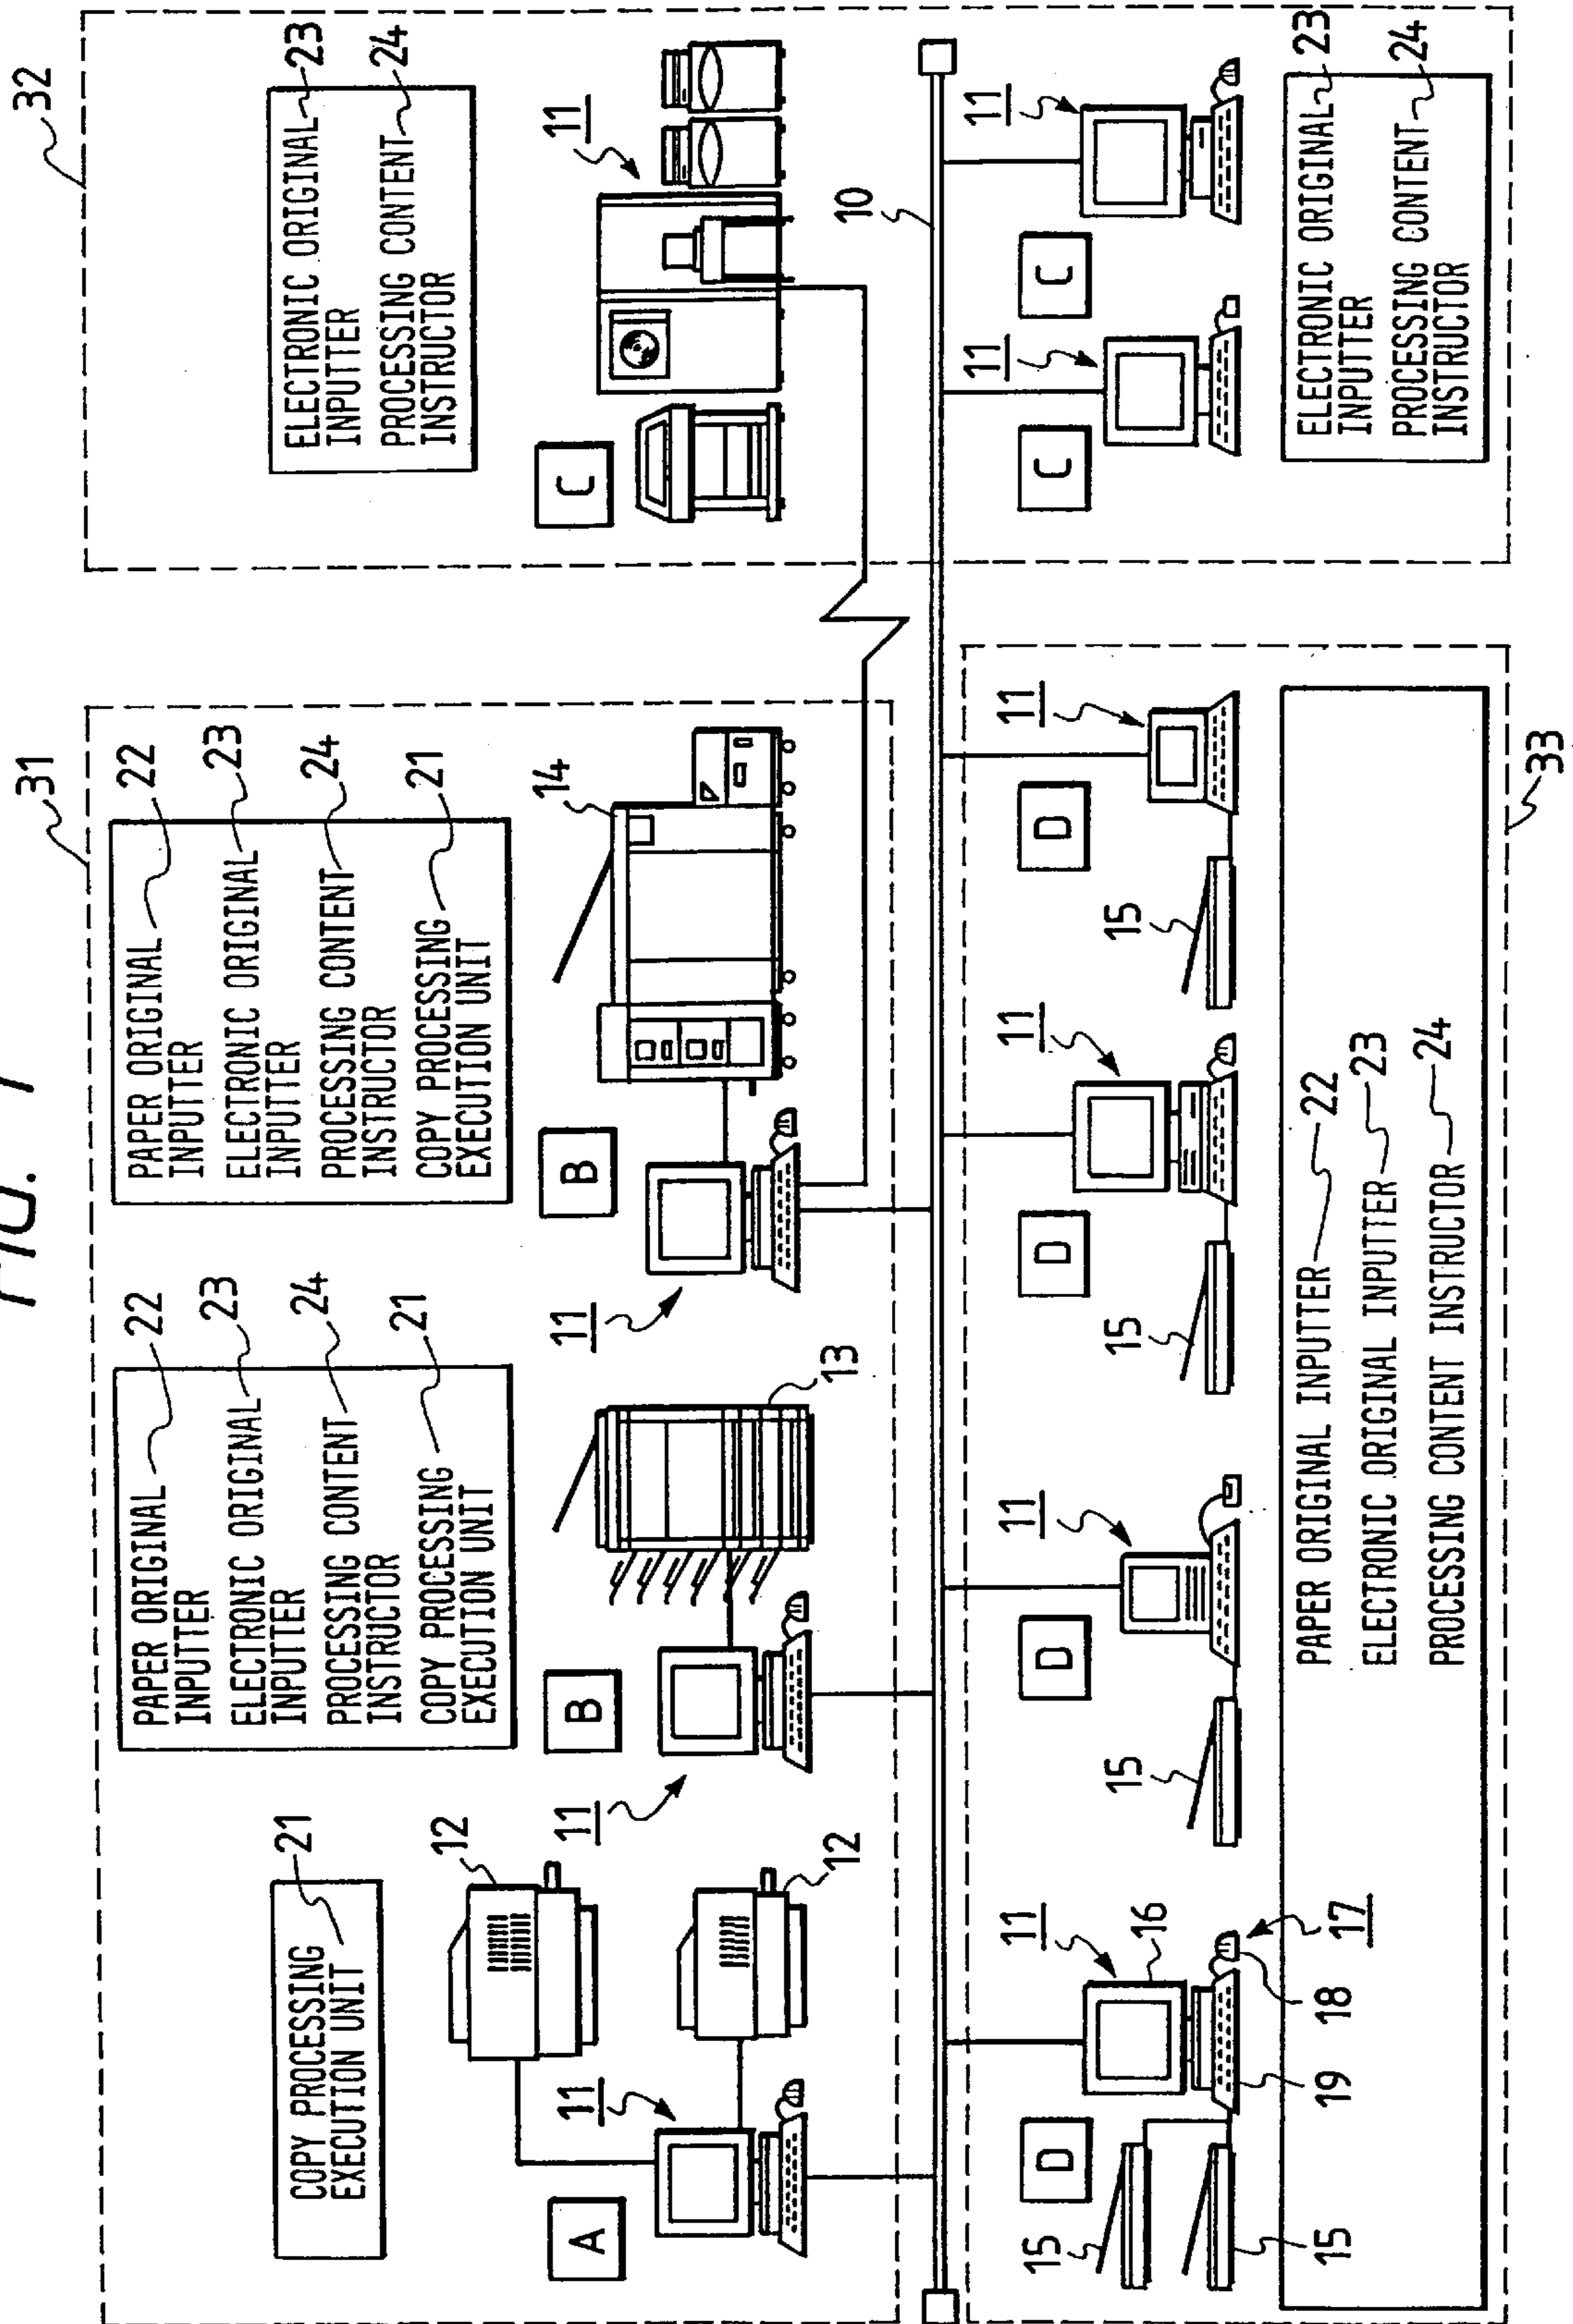 FIG. 1
31
COPY PROCESSING
EXECUTION UNIT
21
PAPER ORIGINAL
INPUTTER
22
ELECTRONIC ORIGINAL
INPUTTER
23
PROCESSING CONTENT
INSTRUCTOR
24
COPY PROCESSING
EXECUTION UNIT
21
PAPER ORIGINAL
INPUTTER
22
ELECTRONIC ORIGINAL
INPUTTER
23
PROCESSING CONTENT
INSTRUCTOR
24
COPY PROCESSING
EXECUTION UNIT
21
A
11
12
12
B
11
13
B
11
14
32
ELECTRONIC ORIGINAL
INPUTTER
23
PROCESSING CONTENT
INSTRUCTOR
24
C
11
10
D
15
15
11
16
17
18
19
D
15
11
D
15
11
D
15
11
PAPER ORIGINAL INPUTTER
22
ELECTRONIC ORIGINAL INPUTTER
23
PROCESSING CONTENT INSTRUCTOR
24
33
C
11
C
11
ELECTRONIC ORIGINAL
INPUTTER
23
PROCESSING CONTENT
INSTRUCTOR
24